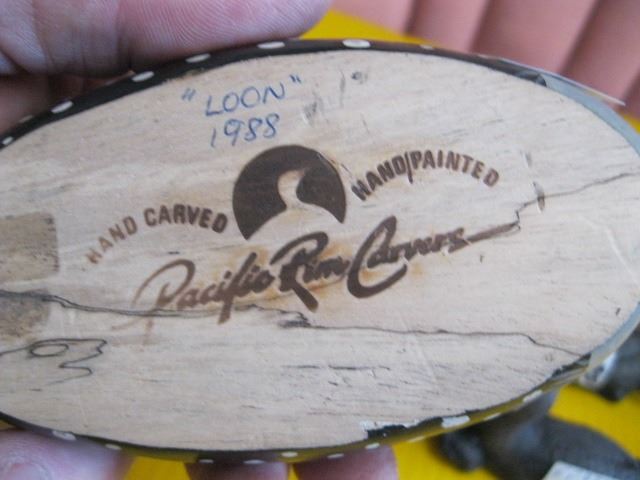 "LOON"
1988
HAND CARVED HAND/PAINTED
Pacific Rim Carvers